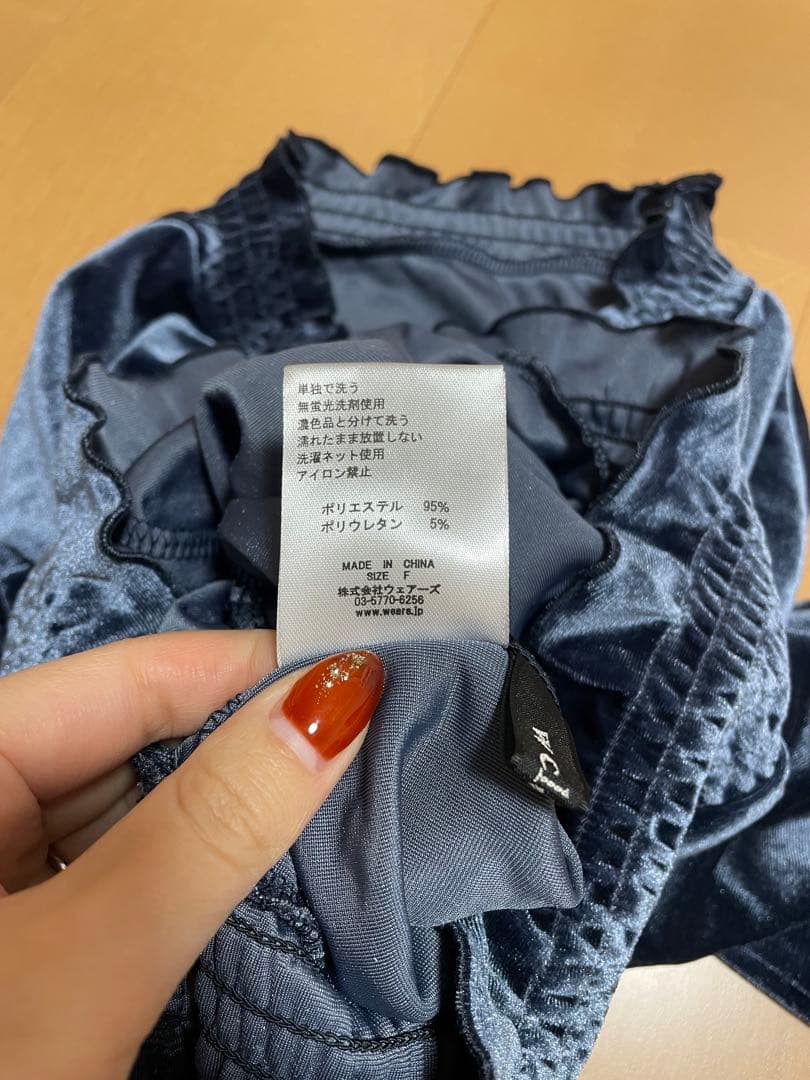 単独で洗う
無蛍光洗剤使用
濃色品と分けて洗う
濡れたまま放置しない
洗濯ネット使用
アイロン禁止
ポリエステル 95%
ポリウレタン 5%
MADE IN CHINA
SIZE F
株式会社ウェアーズ
03-5770-6256
www.wears.jp